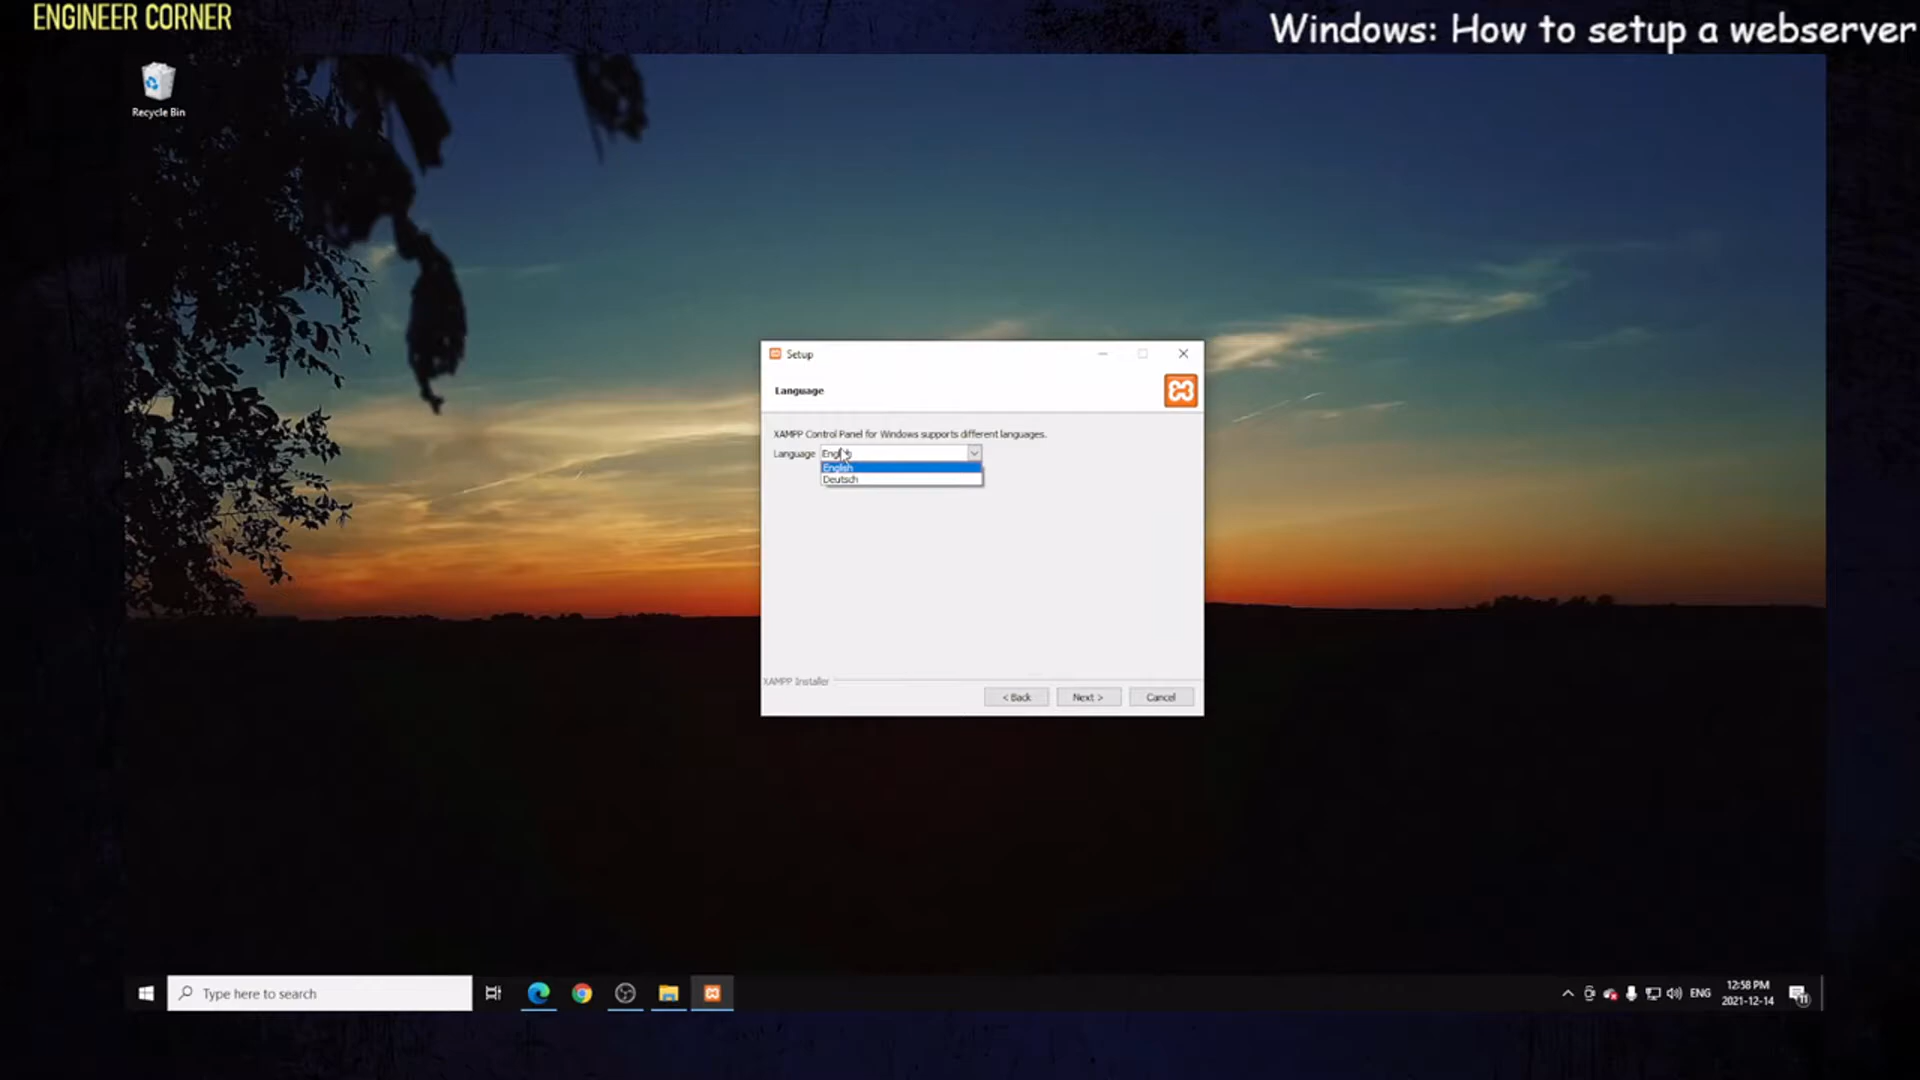 ENGINEER CORNER
Windows: How to setup a webserver
Recycle Bin
Setup
Language
XAMPP Control Panel for Windows supports different languages.
Language
English
Deutsch
XAMPP Installer
< Back
Next >
Cancel
Type here to search
ENG
12:58 PM
2021-12-14